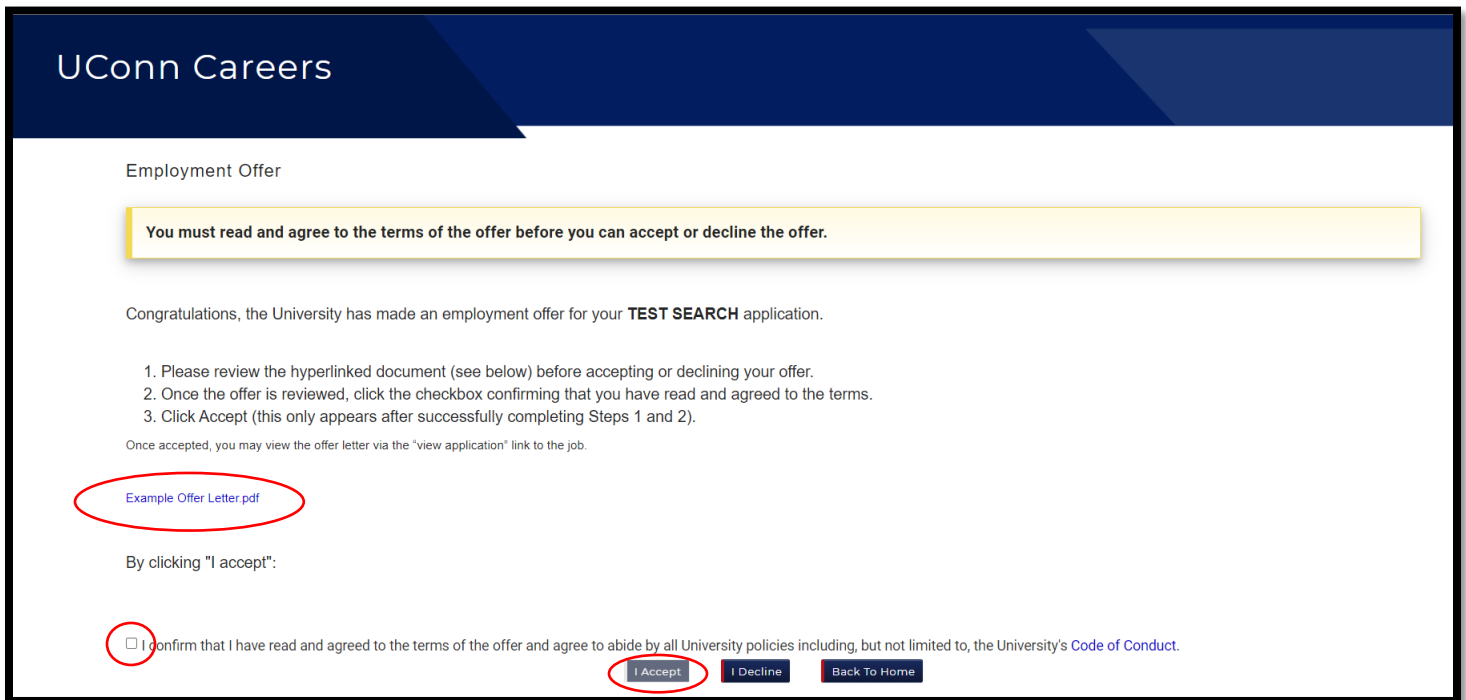 UConn Careers
Employment Offer
You must read and agree to the terms of the offer before you can accept or decline the offer.
Congratulations, the University has made an employment offer for your TEST SEARCH application.
1. Please review the hyperlinked document (see below) before accepting or declining your offer.
2. Once the offer is reviewed, click the checkbox confirming that you have read and agreed to the terms.
3. Click Accept (this only appears after successfully completing Steps 1 and 2).
Once accepted, you may view the offer letter via the “view application” link to the job.
Example Offer Letter.pdf
By clicking "I accept":
I confirm that I have read and agreed to the terms of the offer and agree to abide by all University policies including, but not limited to, the University's Code of Conduct.
I Accept I Decline Back To Home